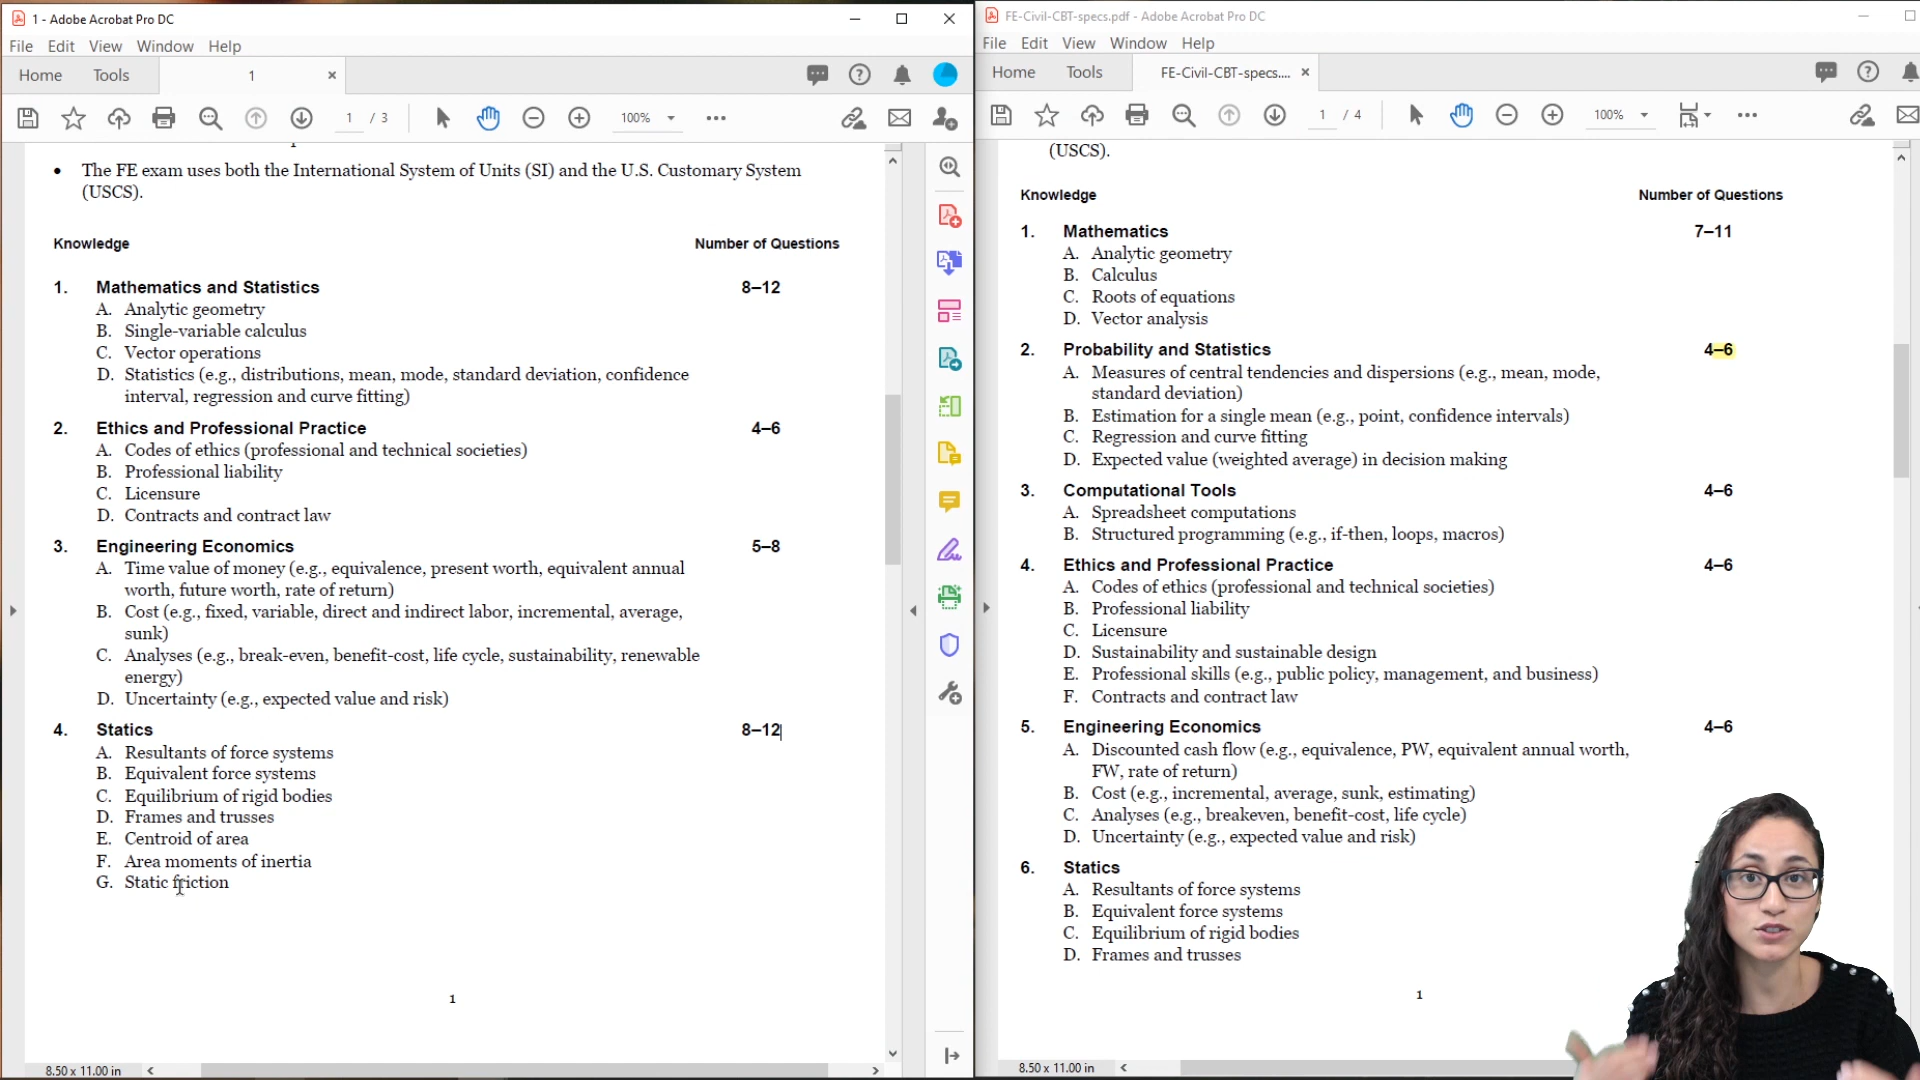 1 - Adobe Acrobat Pro DC
File Edit View Window Help
Home Tools 1
1 / 3 100%
The FE exam uses both the International System of Units (SI) and the U.S. Customary System
(USCS).
Knowledge Number of Questions
1. Mathematics and Statistics 8–12
A. Analytic geometry
B. Single-variable calculus
C. Vector operations
D. Statistics (e.g., distributions, mean, mode, standard deviation, confidence
interval, regression and curve fitting)
2. Ethics and Professional Practice 4–6
A. Codes of ethics (professional and technical societies)
B. Professional liability
C. Licensure
D. Contracts and contract law
3. Engineering Economics 5–8
A. Time value of money (e.g., equivalence, present worth, equivalent annual
worth, future worth, rate of return)
B. Cost (e.g., fixed, variable, direct and indirect labor, incremental, average,
sunk)
C. Analyses (e.g., break-even, benefit-cost, life cycle, sustainability, renewable
energy)
D. Uncertainty (e.g., expected value and risk)
4. Statics 8–12
A. Resultants of force systems
B. Equivalent force systems
C. Equilibrium of rigid bodies
D. Frames and trusses
E. Centroid of area
F. Area moments of inertia
G. Static friction
1
8.50 x 11.00 in
FE-Civil-CBT-specs.pdf - Adobe Acrobat Pro DC
File Edit View Window Help
Home Tools FE-Civil-CBT-specs....
1 / 4 100%
(USCS).
Knowledge Number of Questions
1. Mathematics 7–11
A. Analytic geometry
B. Calculus
C. Roots of equations
D. Vector analysis
2. Probability and Statistics 4–6
A. Measures of central tendencies and dispersions (e.g., mean, mode,
standard deviation)
B. Estimation for a single mean (e.g., point, confidence intervals)
C. Regression and curve fitting
D. Expected value (weighted average) in decision making
3. Computational Tools 4–6
A. Spreadsheet computations
B. Structured programming (e.g., if-then, loops, macros)
4. Ethics and Professional Practice 4–6
A. Codes of ethics (professional and technical societies)
B. Professional liability
C. Licensure
D. Sustainability and sustainable design
E. Professional skills (e.g., public policy, management, and business)
F. Contracts and contract law
5. Engineering Economics 4–6
A. Discounted cash flow (e.g., equivalence, PW, equivalent annual worth,
FW, rate of return)
B. Cost (e.g., incremental, average, sunk, estimating)
C. Analyses (e.g., breakeven, benefit-cost, life cycle)
D. Uncertainty (e.g., expected value and risk)
6. Statics
A. Resultants of force systems
B. Equivalent force systems
C. Equilibrium of rigid bodies
D. Frames and trusses
1
8.50 x 11.00 in